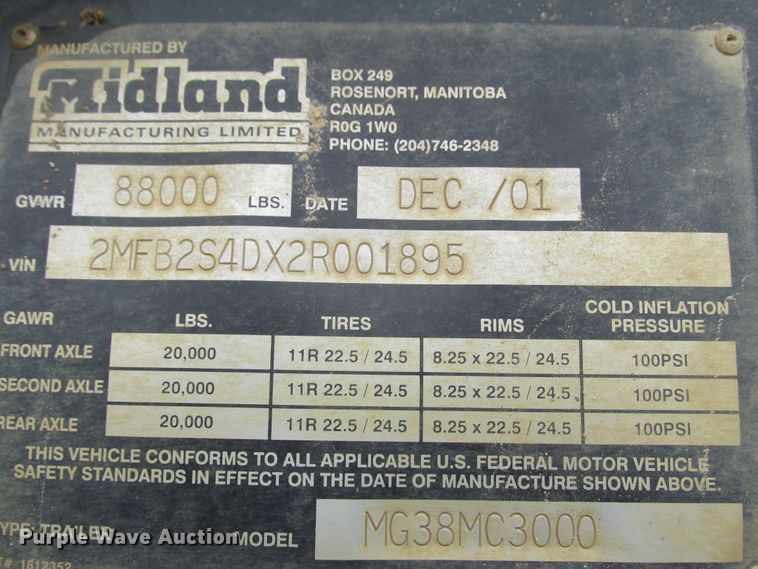 MANUFACTURED BY
Midland
MANUFACTURING LIMITED
BOX 249
ROSENORT, MANITOBA
CANADA
R0G 1W0
PHONE: (204)746-2348
GVWR 88000 LBS. DATE DEC /01
VIN 2MFB2S4DX2R001895
GAWR LBS. TIRES RIMS COLD INFLATION PRESSURE
FRONT AXLE 20,000 11R 22.5 / 24.5 8.25 x 22.5 / 24.5 100PSI
SECOND AXLE 20,000 11R 22.5 / 24.5 8.25 x 22.5 / 24.5 100PSI
REAR AXLE 20,000 11R 22.5 / 24.5 8.25 x 22.5 / 24.5 100PSI
THIS VEHICLE CONFORMS TO ALL APPLICABLE U.S. FEDERAL MOTOR VEHICLE
SAFETY STANDARDS IN EFFECT ON THE DATE OF MANUFACTURE SHOWN ABOVE.
TYPE: TRAILER MODEL MG38MC3000
Purple Wave Auction
T# 1812352